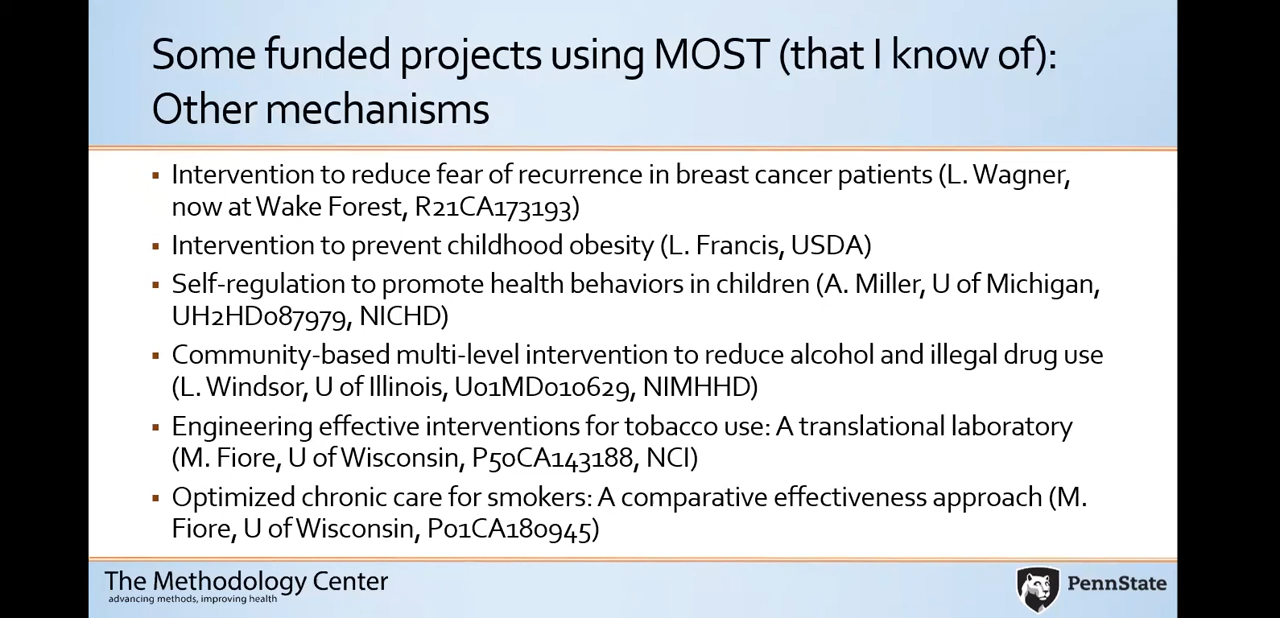 Some funded projects using MOST (that I know of):
Other mechanisms
▪ Intervention to reduce fear of recurrence in breast cancer patients (L. Wagner,
now at Wake Forest, R21CA173193)
▪ Intervention to prevent childhood obesity (L. Francis, USDA)
▪ Self-regulation to promote health behaviors in children (A. Miller, U of Michigan,
UH2HD087979, NICHD)
▪ Community-based multi-level intervention to reduce alcohol and illegal drug use
(L. Windsor, U of Illinois, U01MD010629, NIMHHD)
▪ Engineering effective interventions for tobacco use: A translational laboratory
(M. Fiore, U of Wisconsin, P50CA143188, NCI)
▪ Optimized chronic care for smokers: A comparative effectiveness approach (M.
Fiore, U of Wisconsin, P01CA180945)
The Methodology Center
advancing methods, improving health
PennState